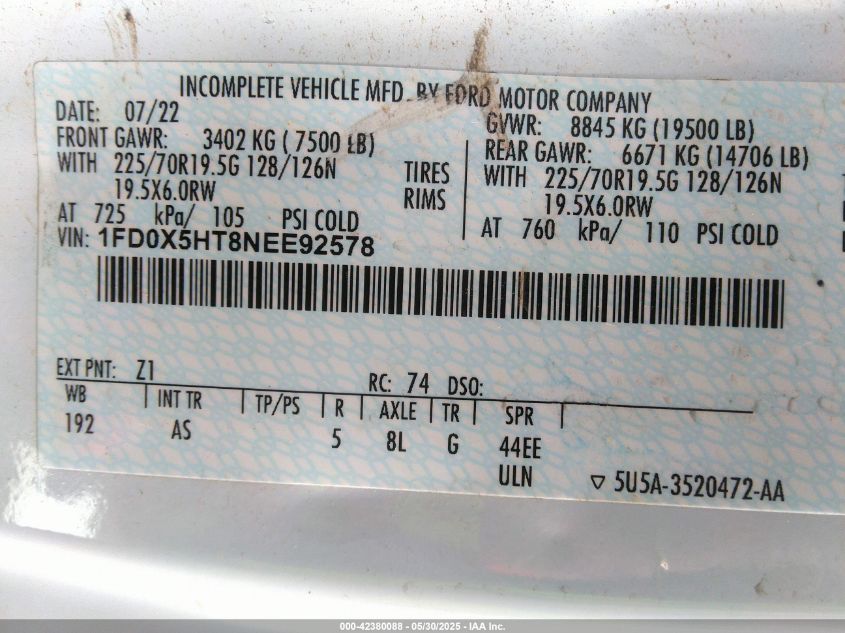 INCOMPLETE VEHICLE MFD. BY FORD MOTOR COMPANY
DATE: 07/22
GVWR: 8845 KG (19500 LB)
FRONT GAWR: 3402 KG ( 7500 LB)
REAR GAWR: 6671 KG (14706 LB)
WITH 225/70R19.5G 128/126N TIRES WITH 225/70R19.5G 128/126N
19.5X6.0RW RIMS 19.5X6.0RW
AT 725 kPa/ 105 PSI COLD AT 760 kPa/ 110 PSI COLD
VIN: 1FD0X5HT8NEE92578
EXT PNT: Z1 RC: 74 DSO:
WB INT TR TP/PS R AXLE TR SPR
192 AS 5 8L G 44EE
ULN ▽ 5U5A-3520472-AA
000-42380088 - 05/30/2025 - IAA Inc.